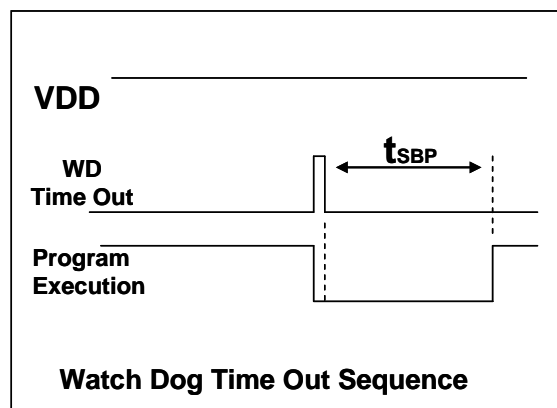 VDD
tSBP
WD
Time Out
Program
Execution
Watch Dog Time Out Sequence